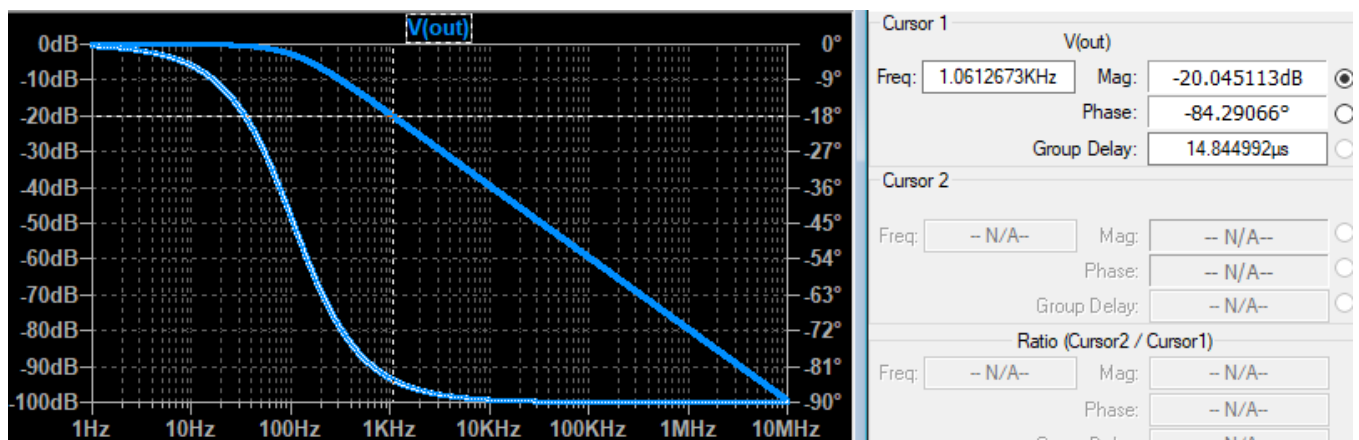 V(out)
0dB
-10dB
-20dB
-30dB
-40dB
-50dB
-60dB
-70dB
-80dB
-90dB
-100dB
0°
-9°
-18°
-27°
-36°
-45°
-54°
-63°
-72°
-81°
-90°
1Hz 10Hz 100Hz 1KHz 10KHz 100KHz 1MHz 10MHz
Cursor 1
V(out)
Freq: 1.0612673KHz Mag: -20.045113dB
Phase: -84.29066°
Group Delay: 14.844992µs
Cursor 2
Freq: -- N/A-- Mag: -- N/A--
Phase: -- N/A--
Group Delay: -- N/A--
Ratio (Cursor2 / Cursor1)
Freq: -- N/A-- Mag: -- N/A--
Phase: -- N/A--